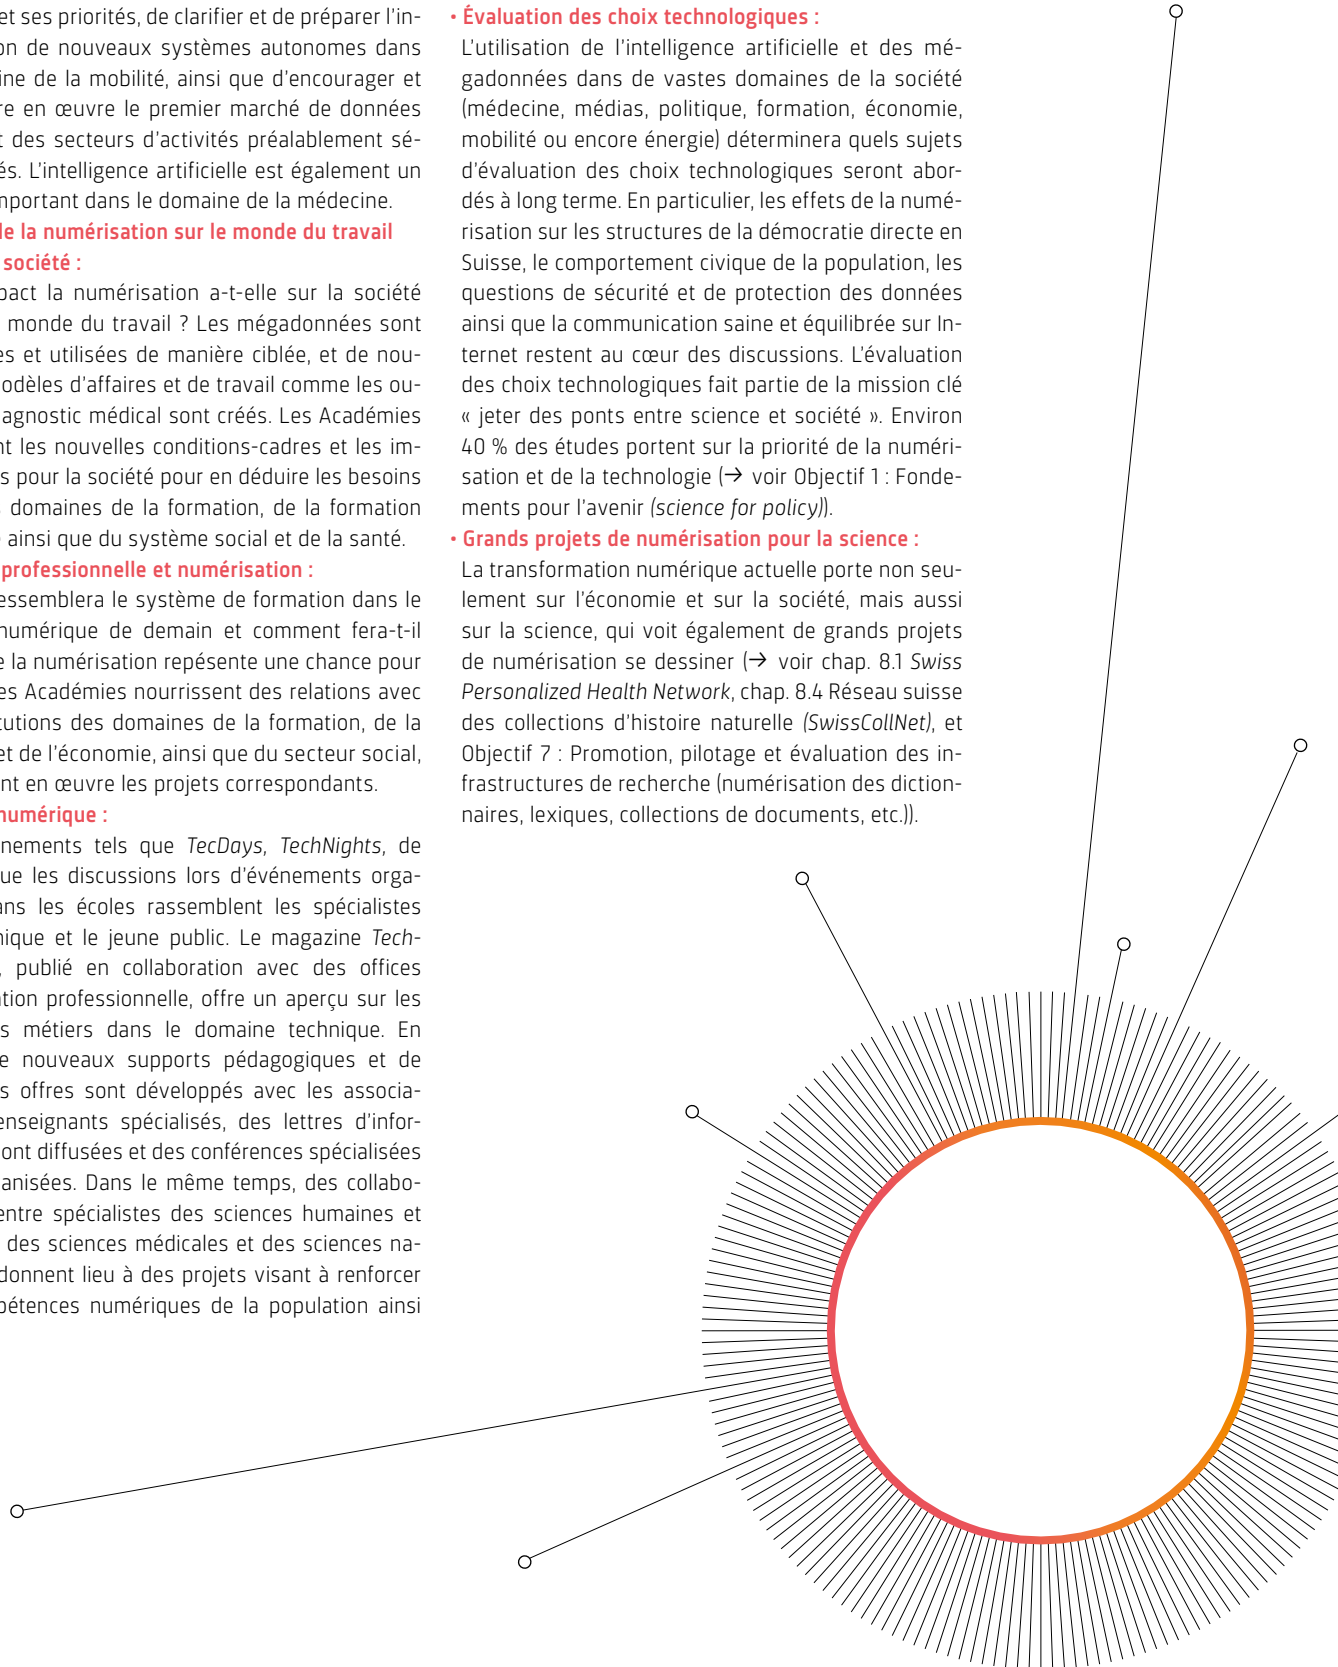 et ses priorités, de clarifier et de préparer l'in-
on de nouveaux systèmes autonomes dans
ine de la mobilité, ainsi que d'encourager et
re en œuvre le premier marché de données
t des secteurs d'activités préalablement sé-
és. L'intelligence artificielle est également un
mportant dans le domaine de la médecine.
de la numérisation sur le monde du travail
société :
pact la numérisation a-t-elle sur la société
monde du travail ? Les mégadonnées sont
es et utilisées de manière ciblée, et de nou-
odèles d'affaires et de travail comme les ou-
agnostic médical sont créés. Les Académies
nt les nouvelles conditions-cadres et les im-
s pour la société pour en déduire les besoins
domaines de la formation, de la formation
ainsi que du système social et de la santé.
professionnelle et numérisation :
essemblera le système de formation dans le
numérique de demain et comment fera-t-il
e la numérisation repésente une chance pour
es Académies nourrissent des relations avec
tutions des domaines de la formation, de la
et de l'économie, ainsi que du secteur social,
ent en œuvre les projets correspondants.
numérique :
nements tels que TecDays, TechNights, de
ue les discussions lors d'événements orga-
ans les écoles rassemblent les spécialistes
nique et le jeune public. Le magazine Tech-
, publié en collaboration avec des offices
ation professionnelle, offre un aperçu sur les
s métiers dans le domaine technique. En
e nouveaux supports pédagogiques et de
s offres sont développés avec les associa-
enseignants spécialisés, des lettres d'infor-
ont diffusées et des conférences spécialisées
anisées. Dans le même temps, des collabo-
entre spécialistes des sciences humaines et
des sciences médicales et des sciences na-
donnent lieu à des projets visant à renforcer
pétences numériques de la population ainsi
• Évaluation des choix technologiques :
L'utilisation de l'intelligence artificielle et des mé-
gadonnées dans de vastes domaines de la société
(médecine, médias, politique, formation, économie,
mobilité ou encore énergie) déterminera quels sujets
d'évaluation des choix technologiques seront abor-
dés à long terme. En particulier, les effets de la numé-
risation sur les structures de la démocratie directe en
Suisse, le comportement civique de la population, les
questions de sécurité et de protection des données
ainsi que la communication saine et équilibrée sur In-
ternet restent au cœur des discussions. L'évaluation
des choix technologiques fait partie de la mission clé
« jeter des ponts entre science et société ». Environ
40 % des études portent sur la priorité de la numéri-
sation et de la technologie (→ voir Objectif 1 : Fonde-
ments pour l'avenir (science for policy)).
• Grands projets de numérisation pour la science :
La transformation numérique actuelle porte non seu-
lement sur l'économie et sur la société, mais aussi
sur la science, qui voit également de grands projets
de numérisation se dessiner (→ voir chap. 8.1 Swiss
Personalized Health Network, chap. 8.4 Réseau suisse
des collections d'histoire naturelle (SwissCollNet), et
Objectif 7 : Promotion, pilotage et évaluation des in-
frastructures de recherche (numérisation des diction-
naires, lexiques, collections de documents, etc.)).